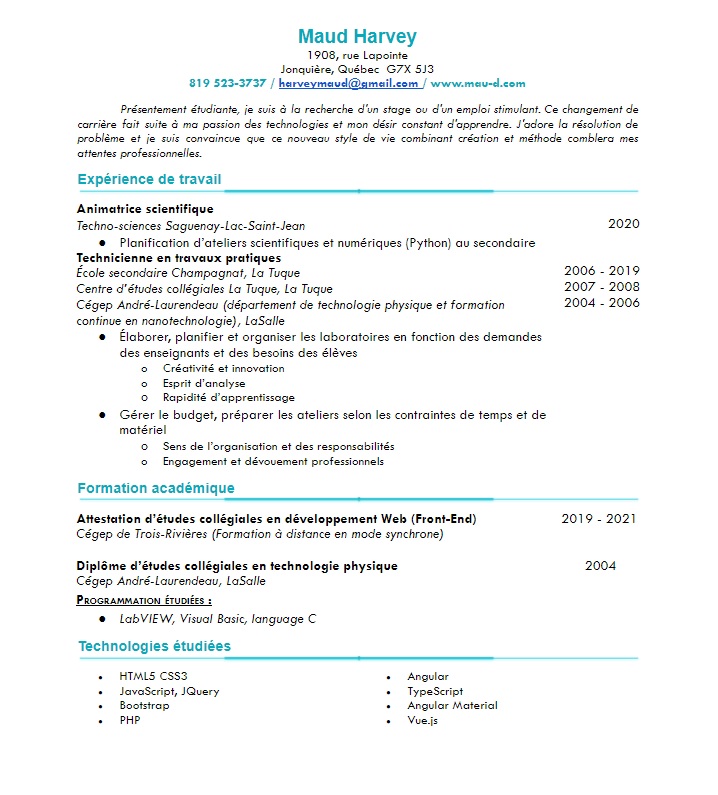 Maud Harvey
1908, rue Lapointe
Jonquière, Québec G7X 5J3
819 523-3737 / harveymaud@gmail.com / www.mau-d.com
Présentement étudiante, je suis à la recherche d'un stage ou d'un emploi stimulant. Ce changement de
carrière fait suite à ma passion des technologies et mon désir constant d'apprendre. J'adore la résolution de
problème et je suis convaincue que ce nouveau style de vie combinant création et méthode comblera mes
attentes professionnelles.
Expérience de travail
Animatrice scientifique
Techno-sciences Saguenay-Lac-Saint-Jean 2020
● Planification d'ateliers scientifiques et numériques (Python) au secondaire
Technicienne en travaux pratiques
École secondaire Champagnat, La Tuque 2006 - 2019
Centre d'études collégiales La Tuque, La Tuque 2007 - 2008
Cégep André-Laurendeau (département de technologie physique et formation 2004 - 2006
continue en nanotechnologie), LaSalle
● Élaborer, planifier et organiser les laboratoires en fonction des demandes
des enseignants et des besoins des élèves
o Créativité et innovation
o Esprit d'analyse
o Rapidité d'apprentissage
● Gérer le budget, préparer les ateliers selon les contraintes de temps et de
matériel
o Sens de l'organisation et des responsabilités
o Engagement et dévouement professionnels
Formation académique
Attestation d'études collégiales en développement Web (Front-End) 2019 - 2021
Cégep de Trois-Rivières (Formation à distance en mode synchrone)
Diplôme d'études collégiales en technologie physique 2004
Cégep André-Laurendeau, LaSalle
Programmation étudiées :
● LabVIEW, Visual Basic, language C
Technologies étudiées
• HTML5 CSS3
• JavaScript, JQuery
• Bootstrap
• PHP
• Angular
• TypeScript
• Angular Material
• Vue.js